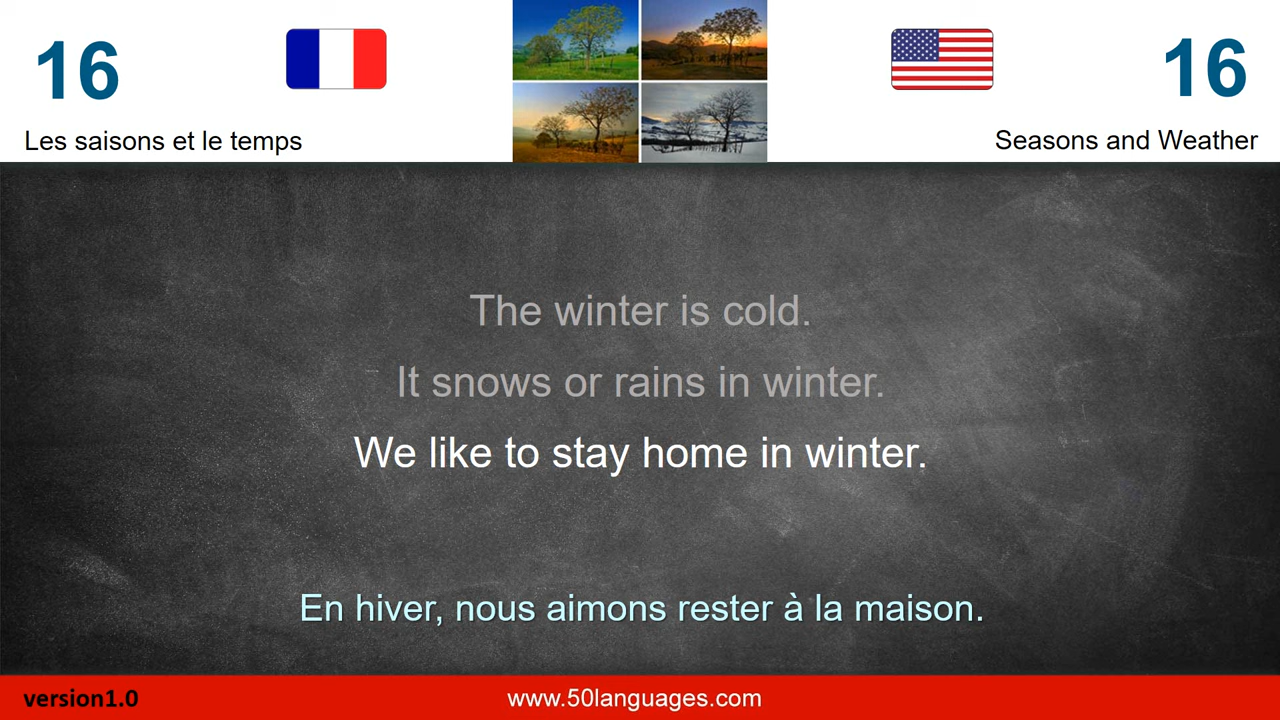 16
16
Les saisons et le temps
Seasons and Weather
The winter is cold.
It snows or rains in winter.
We like to stay home in winter.
En hiver, nous aimons rester à la maison.
version1.0
www.50languages.com